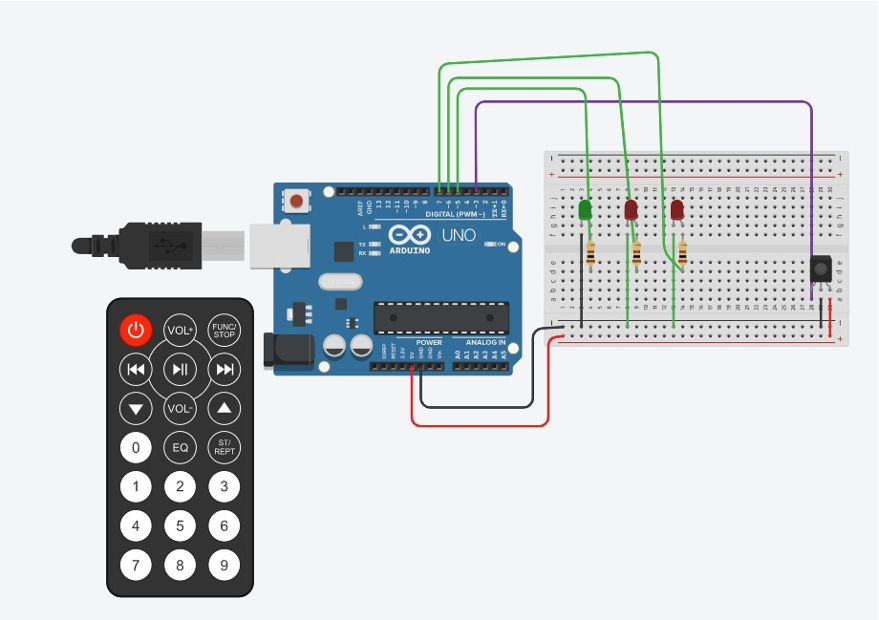 AREF
GND
13
12
~11
~10
~9
8
7
~6
~5
4
~3
2
TX→1
RX←0
DIGITAL (PWM~)
L
TX
RX
ARDUINO
UNO
ON
IOREF
RESET
3.3V
5V
GND
GND
Vin
POWER
A0
A1
A2
A3
A4
A5
ANALOG IN
VOL+
FUNC/
STOP
VOL-
0
EQ
ST/
REPT
1 2 3
4 5 6
7 8 9